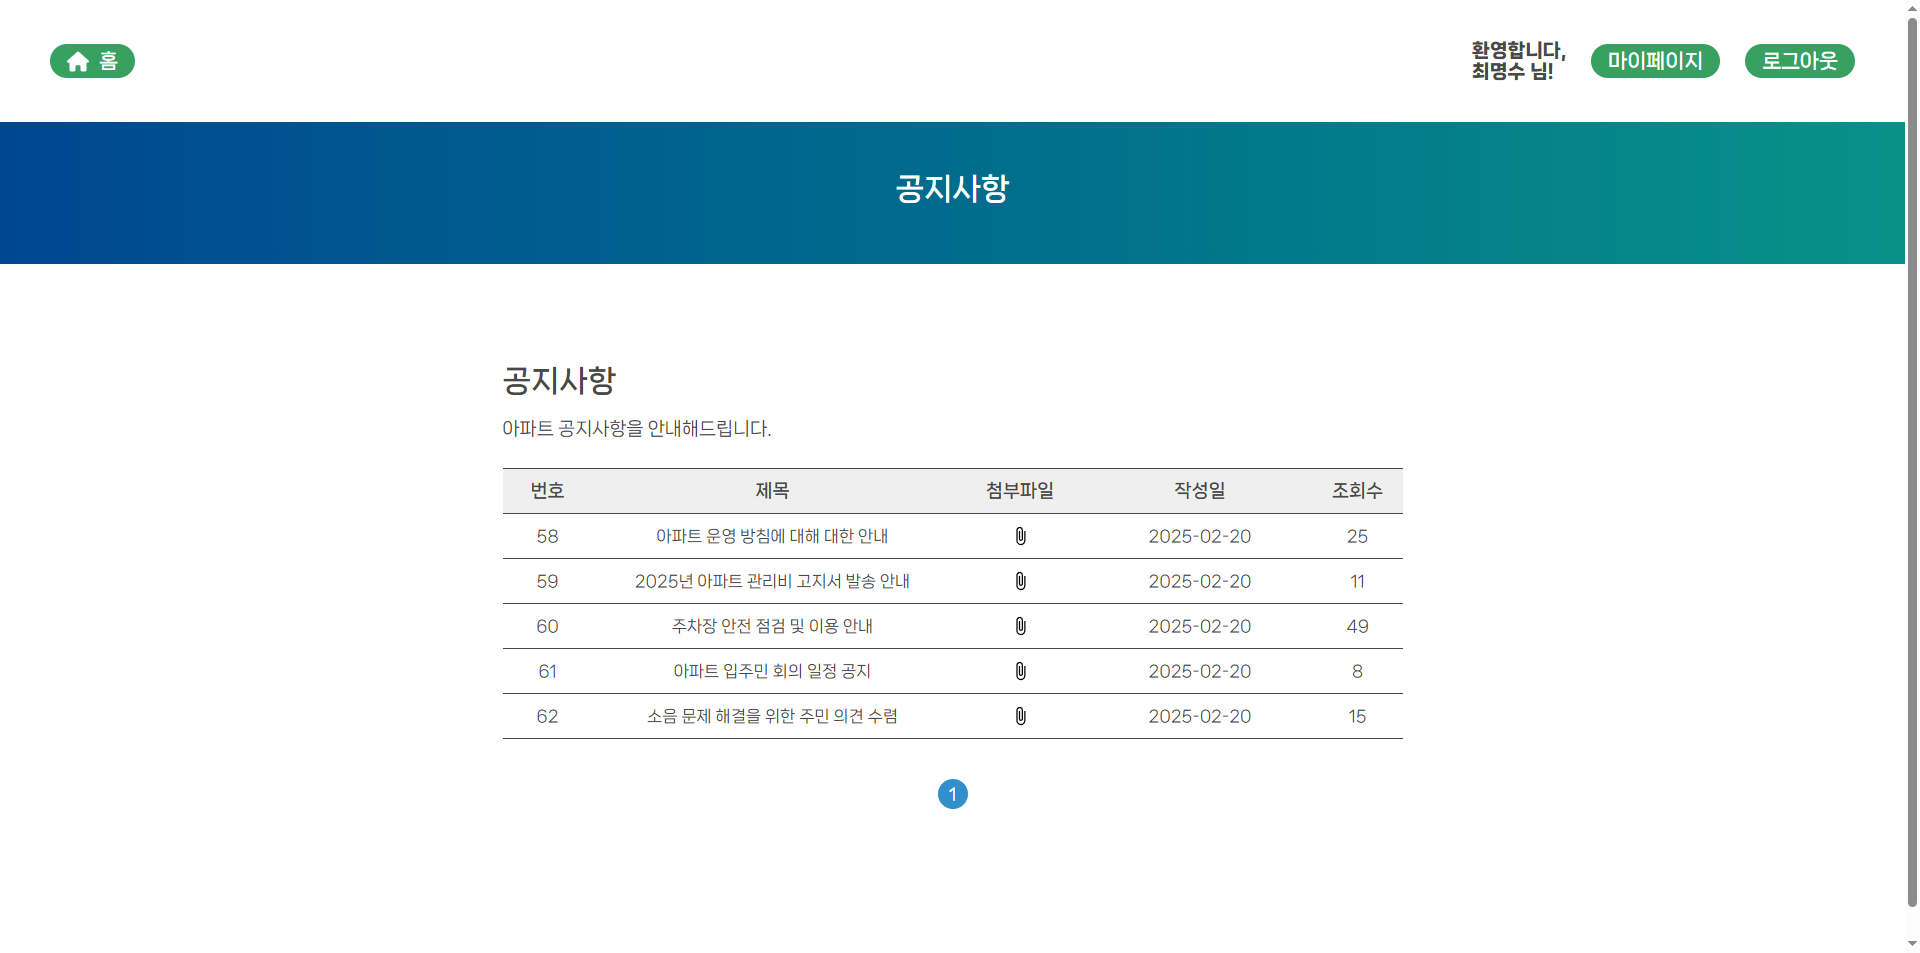 홈
환영합니다,
최명수 님!
마이페이지
로그아웃
공지사항
공지사항
아파트 공지사항을 안내해드립니다.
번호 제목 첨부파일 작성일 조회수
58 아파트 운영 방침에 대해 대한 안내 2025-02-20 25
59 2025년 아파트 관리비 고지서 발송 안내 2025-02-20 11
60 주차장 안전 점검 및 이용 안내 2025-02-20 49
61 아파트 입주민 회의 일정 공지 2025-02-20 8
62 소음 문제 해결을 위한 주민 의견 수렴 2025-02-20 15
1